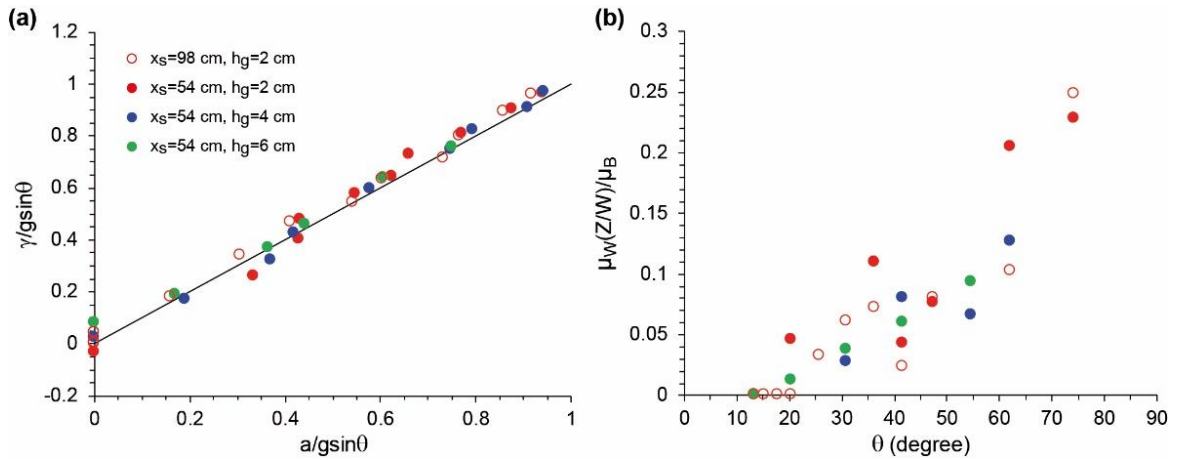 (a)
1.2
1
0.8
0.6
0.4
0.2
0
-0.2
γ/gsinθ
xs=98 cm, hg=2 cm
xs=54 cm, hg=2 cm
xs=54 cm, hg=4 cm
xs=54 cm, hg=6 cm
0 0.2 0.4 0.6 0.8 1
a/gsinθ
(b)
0.3
0.25
0.2
0.15
0.1
0.05
0
μW(Z/W)/μB
0 10 20 30 40 50 60 70 80 90
θ (degree)